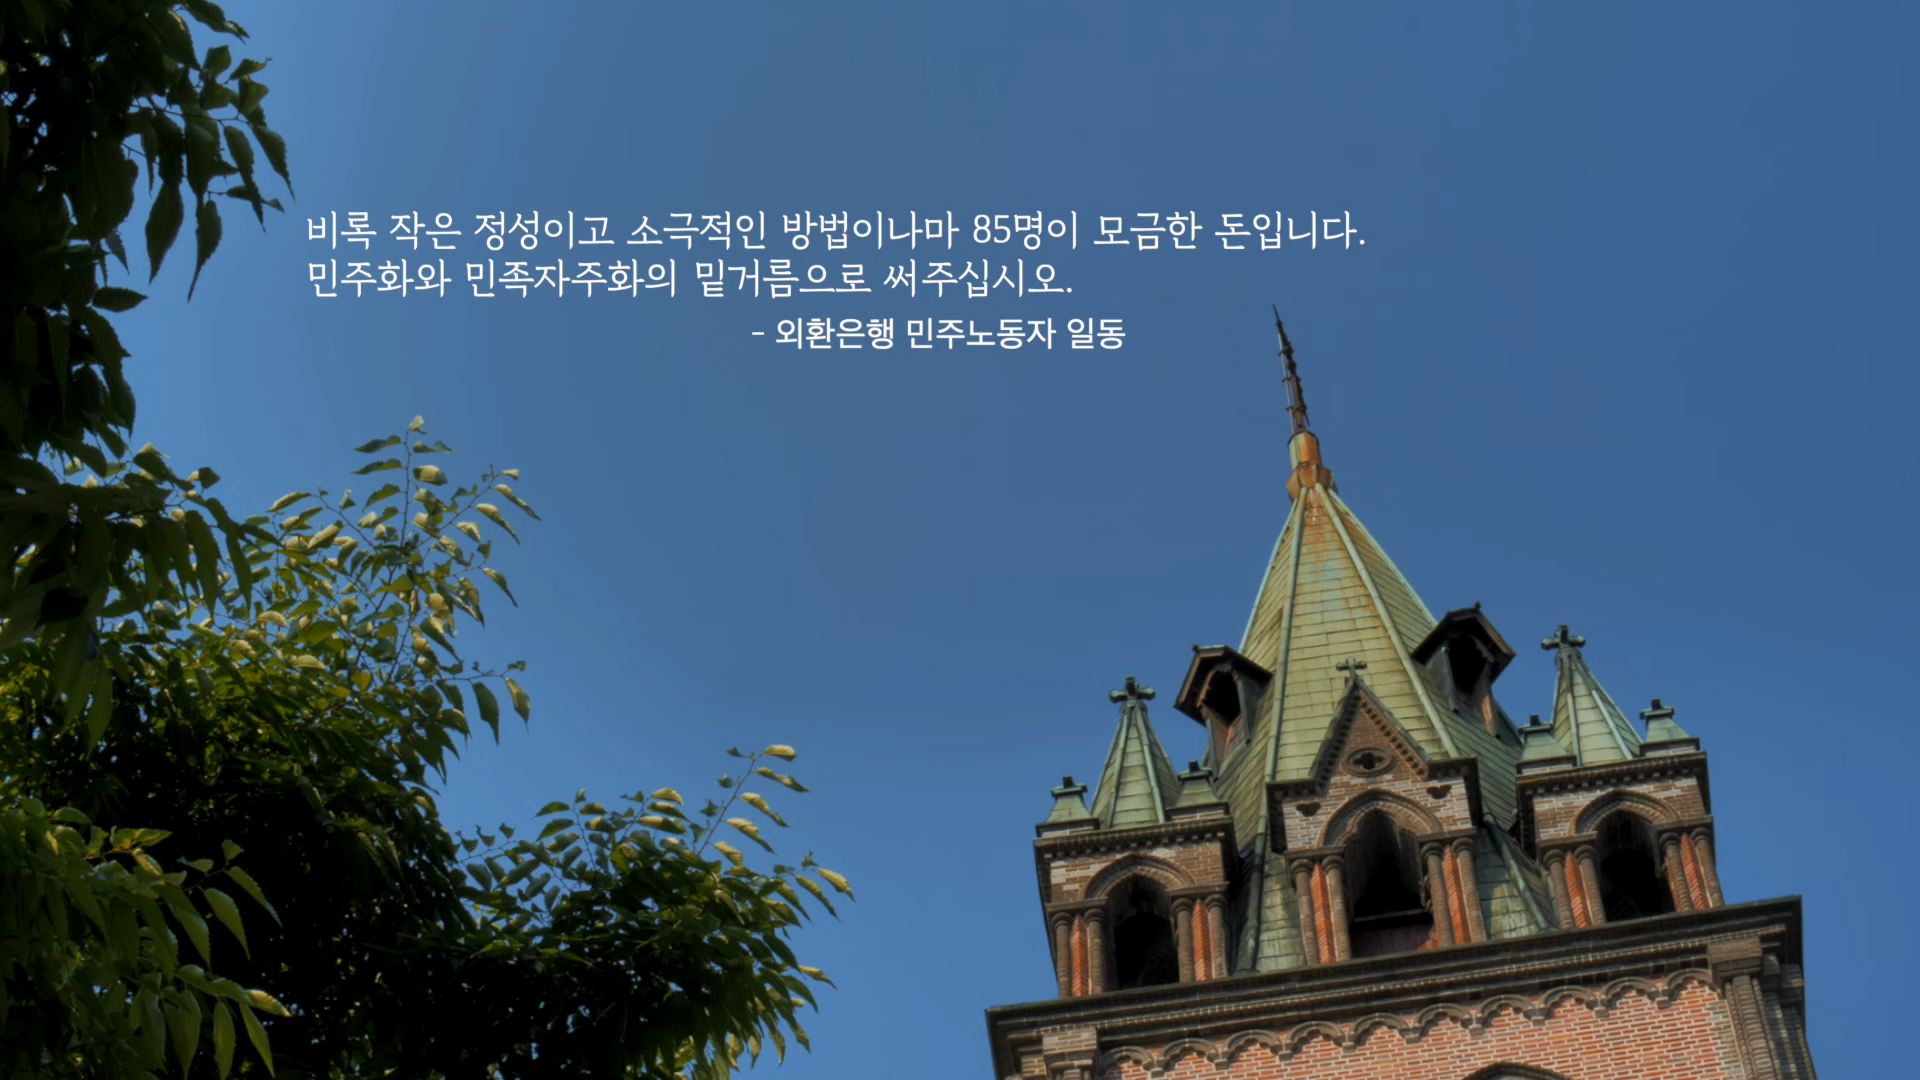 비록 작은 정성이고 소극적인 방법이나마 85명이 모금한 돈입니다.
민주화와 민족자주화의 밑거름으로 써주십시오.
- 외환은행 민주노동자 일동